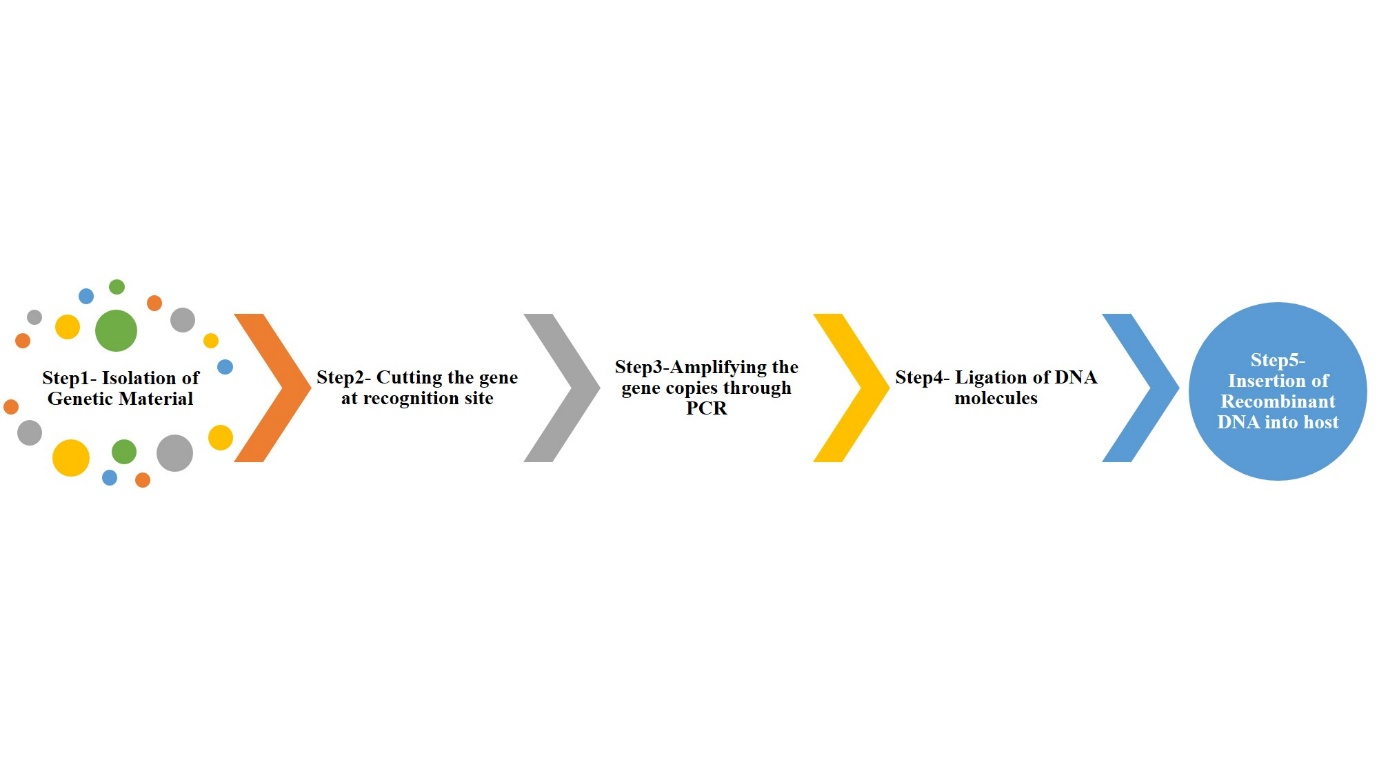 Step1- Isolation of
Genetic Material
Step2- Cutting the gene
at recognition site
Step3-Amplifying the
gene copies through
PCR
Step4- Ligation of DNA
molecules
Step5-
Insertion of
Recombinant
DNA into host